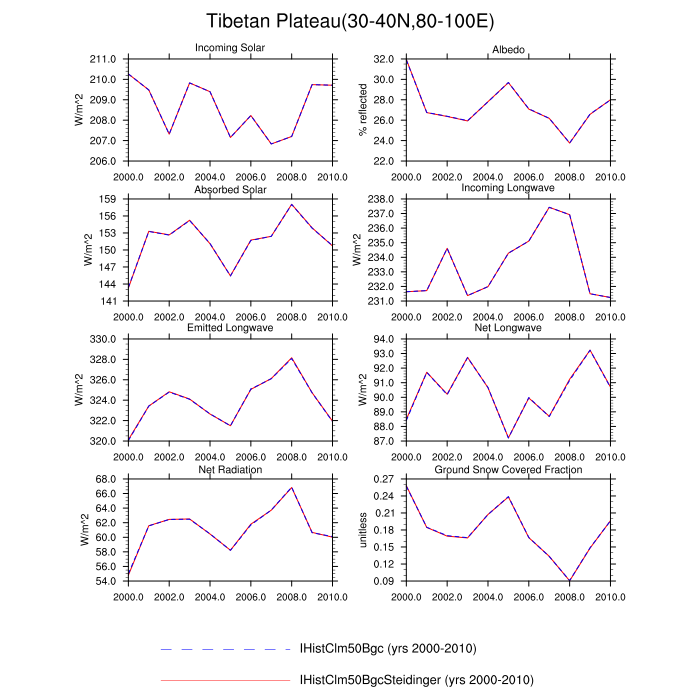 Tibetan Plateau(30-40N,80-100E)
Incoming Solar
W/m^2
211.0
210.0
209.0
208.0
207.0
206.0
2000.0 2002.0 2004.0 2006.0 2008.0 2010.0
Albedo
% reflected
32.0
30.0
28.0
26.0
24.0
22.0
2000.0 2002.0 2004.0 2006.0 2008.0 2010.0
Absorbed Solar
W/m^2
159
156
153
150
147
144
141
2000.0 2002.0 2004.0 2006.0 2008.0 2010.0
Incoming Longwave
W/m^2
238.0
237.0
236.0
235.0
234.0
233.0
232.0
231.0
2000.0 2002.0 2004.0 2006.0 2008.0 2010.0
Emitted Longwave
W/m^2
330.0
328.0
326.0
324.0
322.0
320.0
2000.0 2002.0 2004.0 2006.0 2008.0 2010.0
Net Longwave
W/m^2
94.0
93.0
92.0
91.0
90.0
89.0
88.0
87.0
2000.0 2002.0 2004.0 2006.0 2008.0 2010.0
Net Radiation
W/m^2
68.0
66.0
64.0
62.0
60.0
58.0
56.0
54.0
2000.0 2002.0 2004.0 2006.0 2008.0 2010.0
Ground Snow Covered Fraction
unitless
0.27
0.24
0.21
0.18
0.15
0.12
0.09
2000.0 2002.0 2004.0 2006.0 2008.0 2010.0
IHistClm50Bgc (yrs 2000-2010)
IHistClm50BgcSteidinger (yrs 2000-2010)